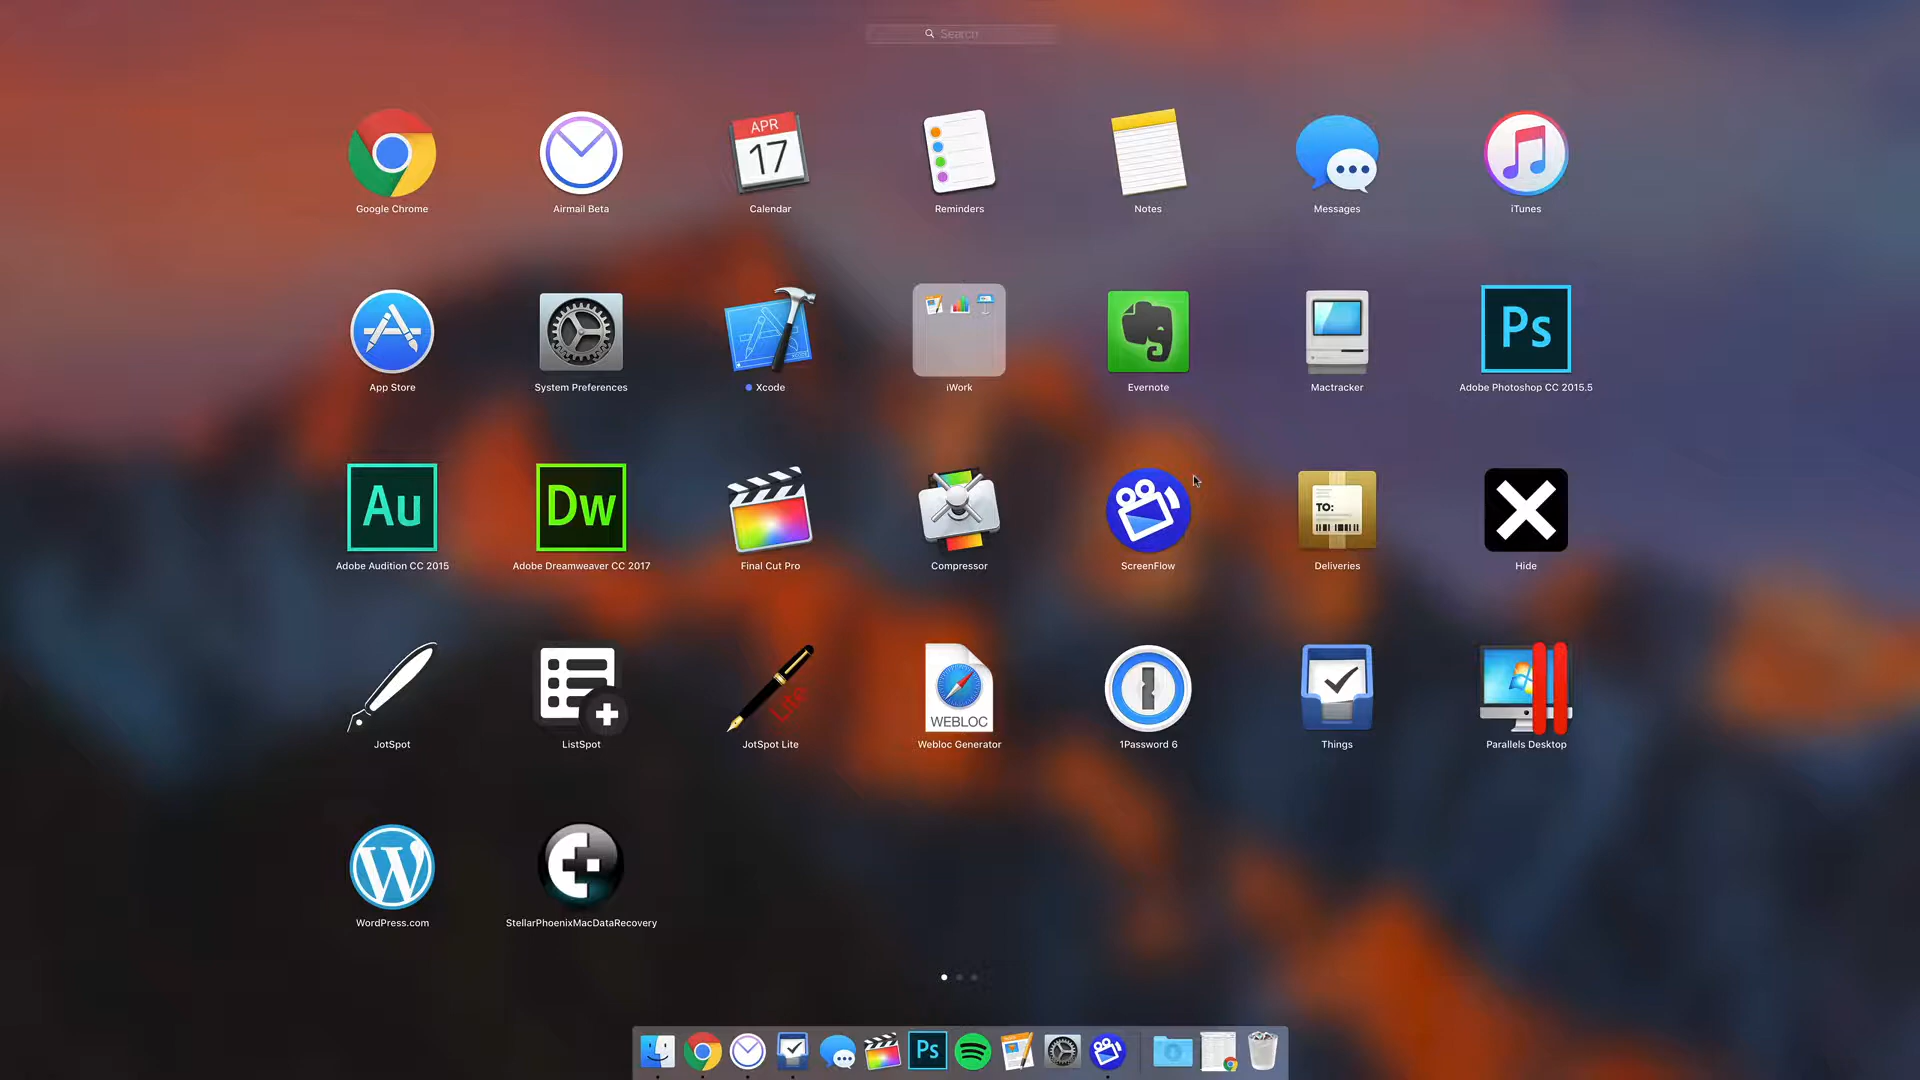 Search
APR
17
Google Chrome
Airmail Beta
Calendar
Reminders
Notes
Messages
iTunes
Ps
App Store
System Preferences
Xcode
iWork
Evernote
Mactracker
Adobe Photoshop CC 2015.5
Au
Dw
TO:
Adobe Audition CC 2015
Adobe Dreamweaver CC 2017
Final Cut Pro
Compressor
ScreenFlow
Deliveries
Hide
Lite
WEBLOC
JotSpot
ListSpot
JotSpot Lite
Webloc Generator
1Password 6
Things
Parallels Desktop
WordPress.com
StellarPhoenixMacDataRecovery
Ps